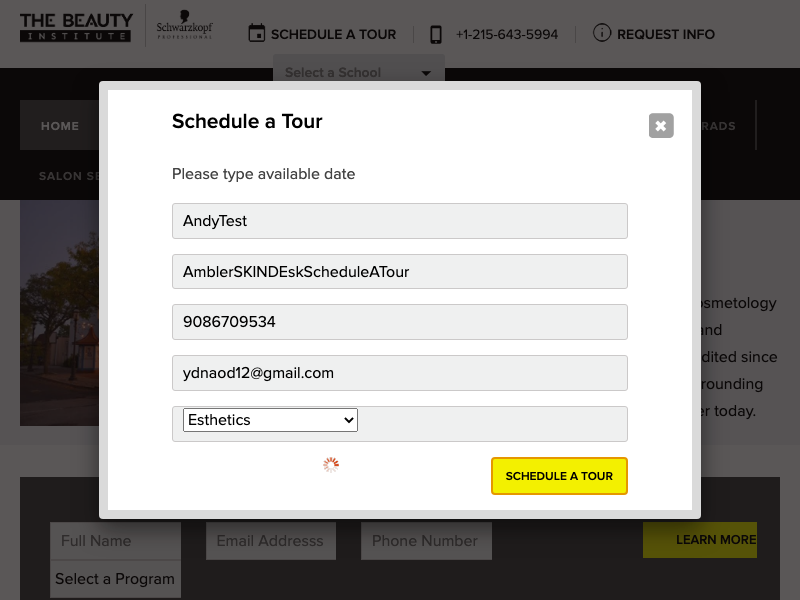 THE BEAUTY
INSTITUTE
Schwarzkopf
PROFESSIONAL
SCHEDULE A TOUR
+1-215-643-5994
REQUEST INFO
Select a School
HOME
RADS
SALON SE
Schedule a Tour
Please type available date
AndyTest
AmblerSKINDEskScheduleATour
9086709534
ydnaod12@gmail.com
Esthetics
SCHEDULE A TOUR
osmetology
and
dited since
rounding
er today.
Full Name
Email Addresss
Phone Number
LEARN MORE
Select a Program